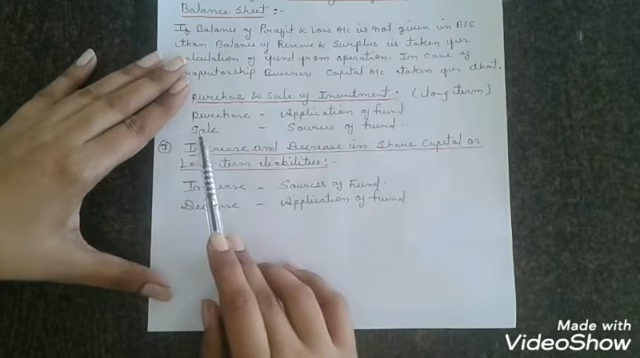 Balance Sheet :-
If Balance of Profit & Loss A/c is not given in B/S
than Balance of Reserve & Surplus is taken for
calculation of fund from operation. In case of
Business Capital A/c taken for that.
Purchase & Sale of Investment : (long term)
Purchase - Application of fund
Sale - Sources of fund.
⑦ Increase and Decrease in Share Capital or
Long term liabilities :-
Increase - Sources of Fund.
Decrease - Application of fund
Made with
VideoShow